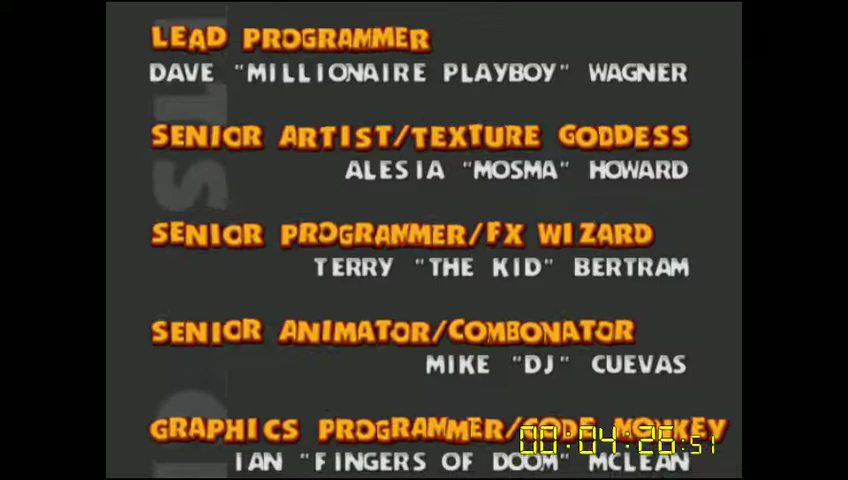 LEAD PROGRAMMER
DAVE "MILLIONAIRE PLAYBOY" WAGNER
SENIOR ARTIST/TEXTURE GODDESS
ALESIA "MOSMA" HOWARD
SENIOR PROGRAMMER/FX WIZARD
TERRY "THE KID" BERTRAM
SENIOR ANIMATOR/COMBONATOR
MIKE "DJ" CUEVAS
GRAPHICS PROGRAMMER/CODE MONKEY
00:04:26:51
IAN "FINGERS OF DOOM" MCLEAN